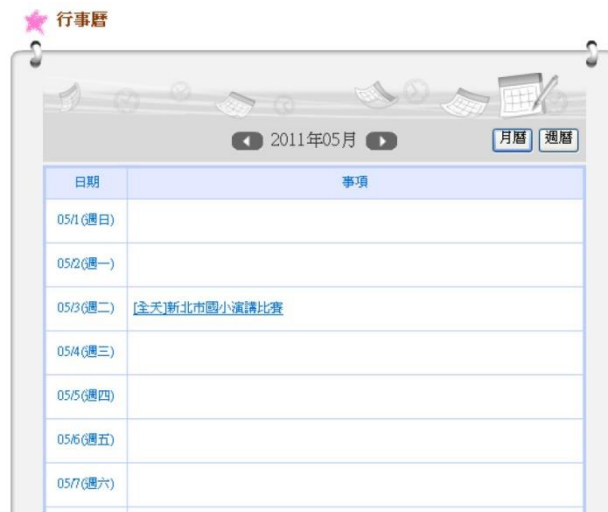 行事曆
2011年05月
月曆 週曆
日期 事項
05/1(週日)
05/2(週一)
05/3(週二) [全天]新北市國小演講比賽
05/4(週三)
05/5(週四)
05/6(週五)
05/7(週六)